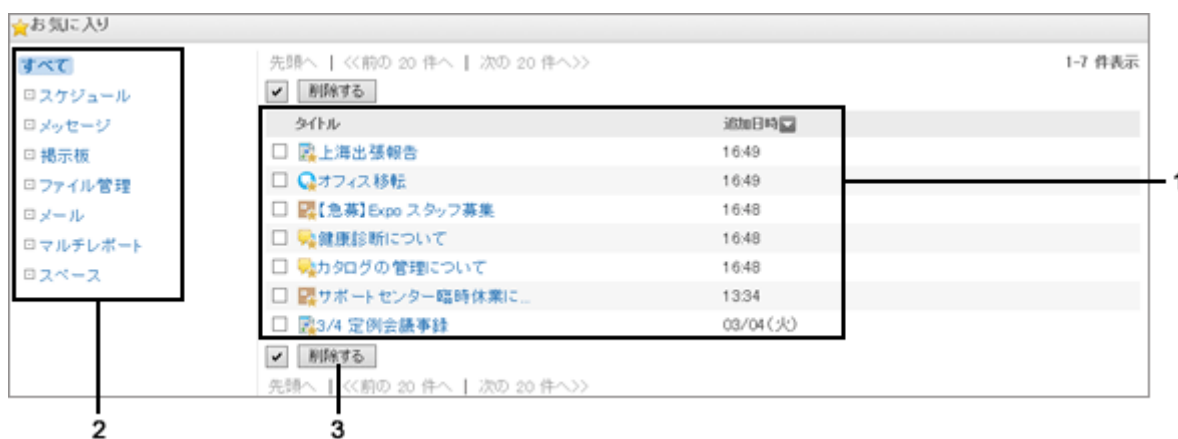 お気に入り
すべて
スケジュール
メッセージ
掲示板
ファイル管理
メール
マルチレポート
スペース
先頭へ | <<前の 20 件へ | 次の 20 件へ>>
1-7 件表示
削除する
タイトル 追加日時
上海出張報告 16:49
オフィス移転 16:49
【急募】Expo スタッフ募集 16:48
健康診断について 16:48
カタログの管理について 16:48
サポートセンター臨時休業に... 13:34
3/4 定例会議事録 03/04(火)
削除する
先頭へ | <<前の 20 件へ | 次の 20 件へ>>
1
2
3